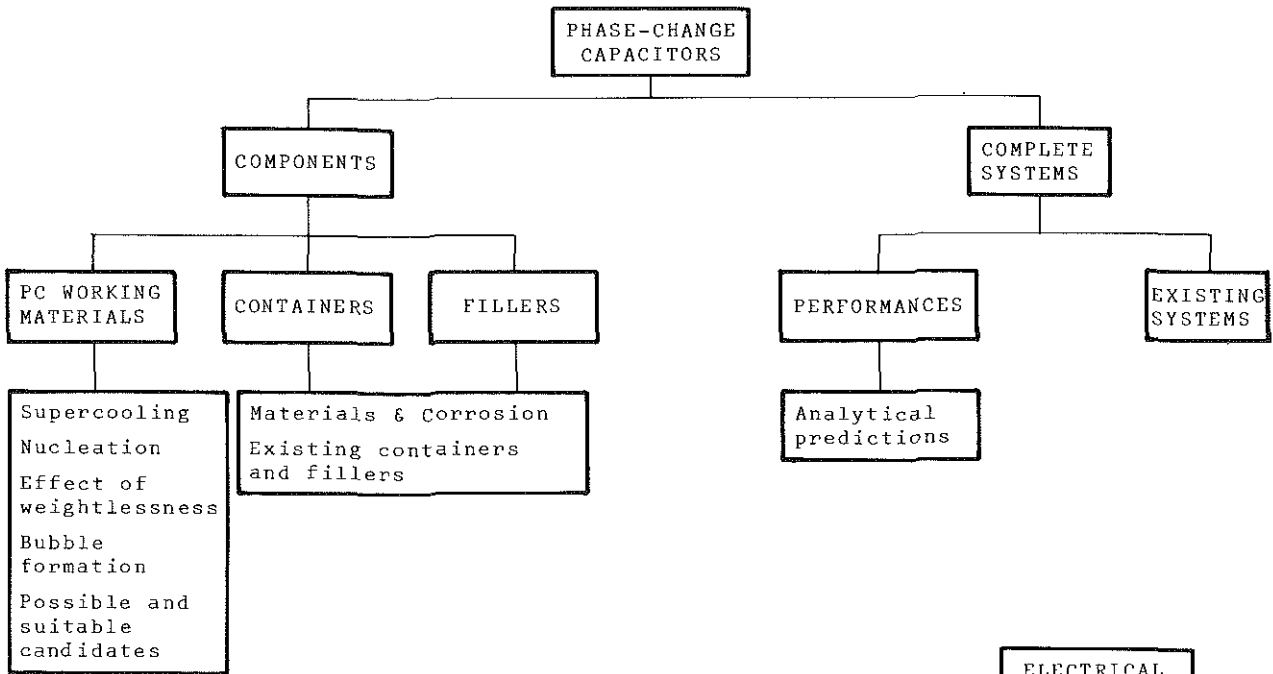 PHASE-CHANGE
CAPACITORS
COMPONENTS
COMPLETE
SYSTEMS
PC WORKING
MATERIALS
CONTAINERS
FILLERS
PERFORMANCES
EXISTING
SYSTEMS
Supercooling
Nucleation
Effect of
weightlessness
Bubble
formation
Possible and
suitable
candidates
Materials & Corrosion
Existing containers
and fillers
Analytical
predictions
ELECTRICAL